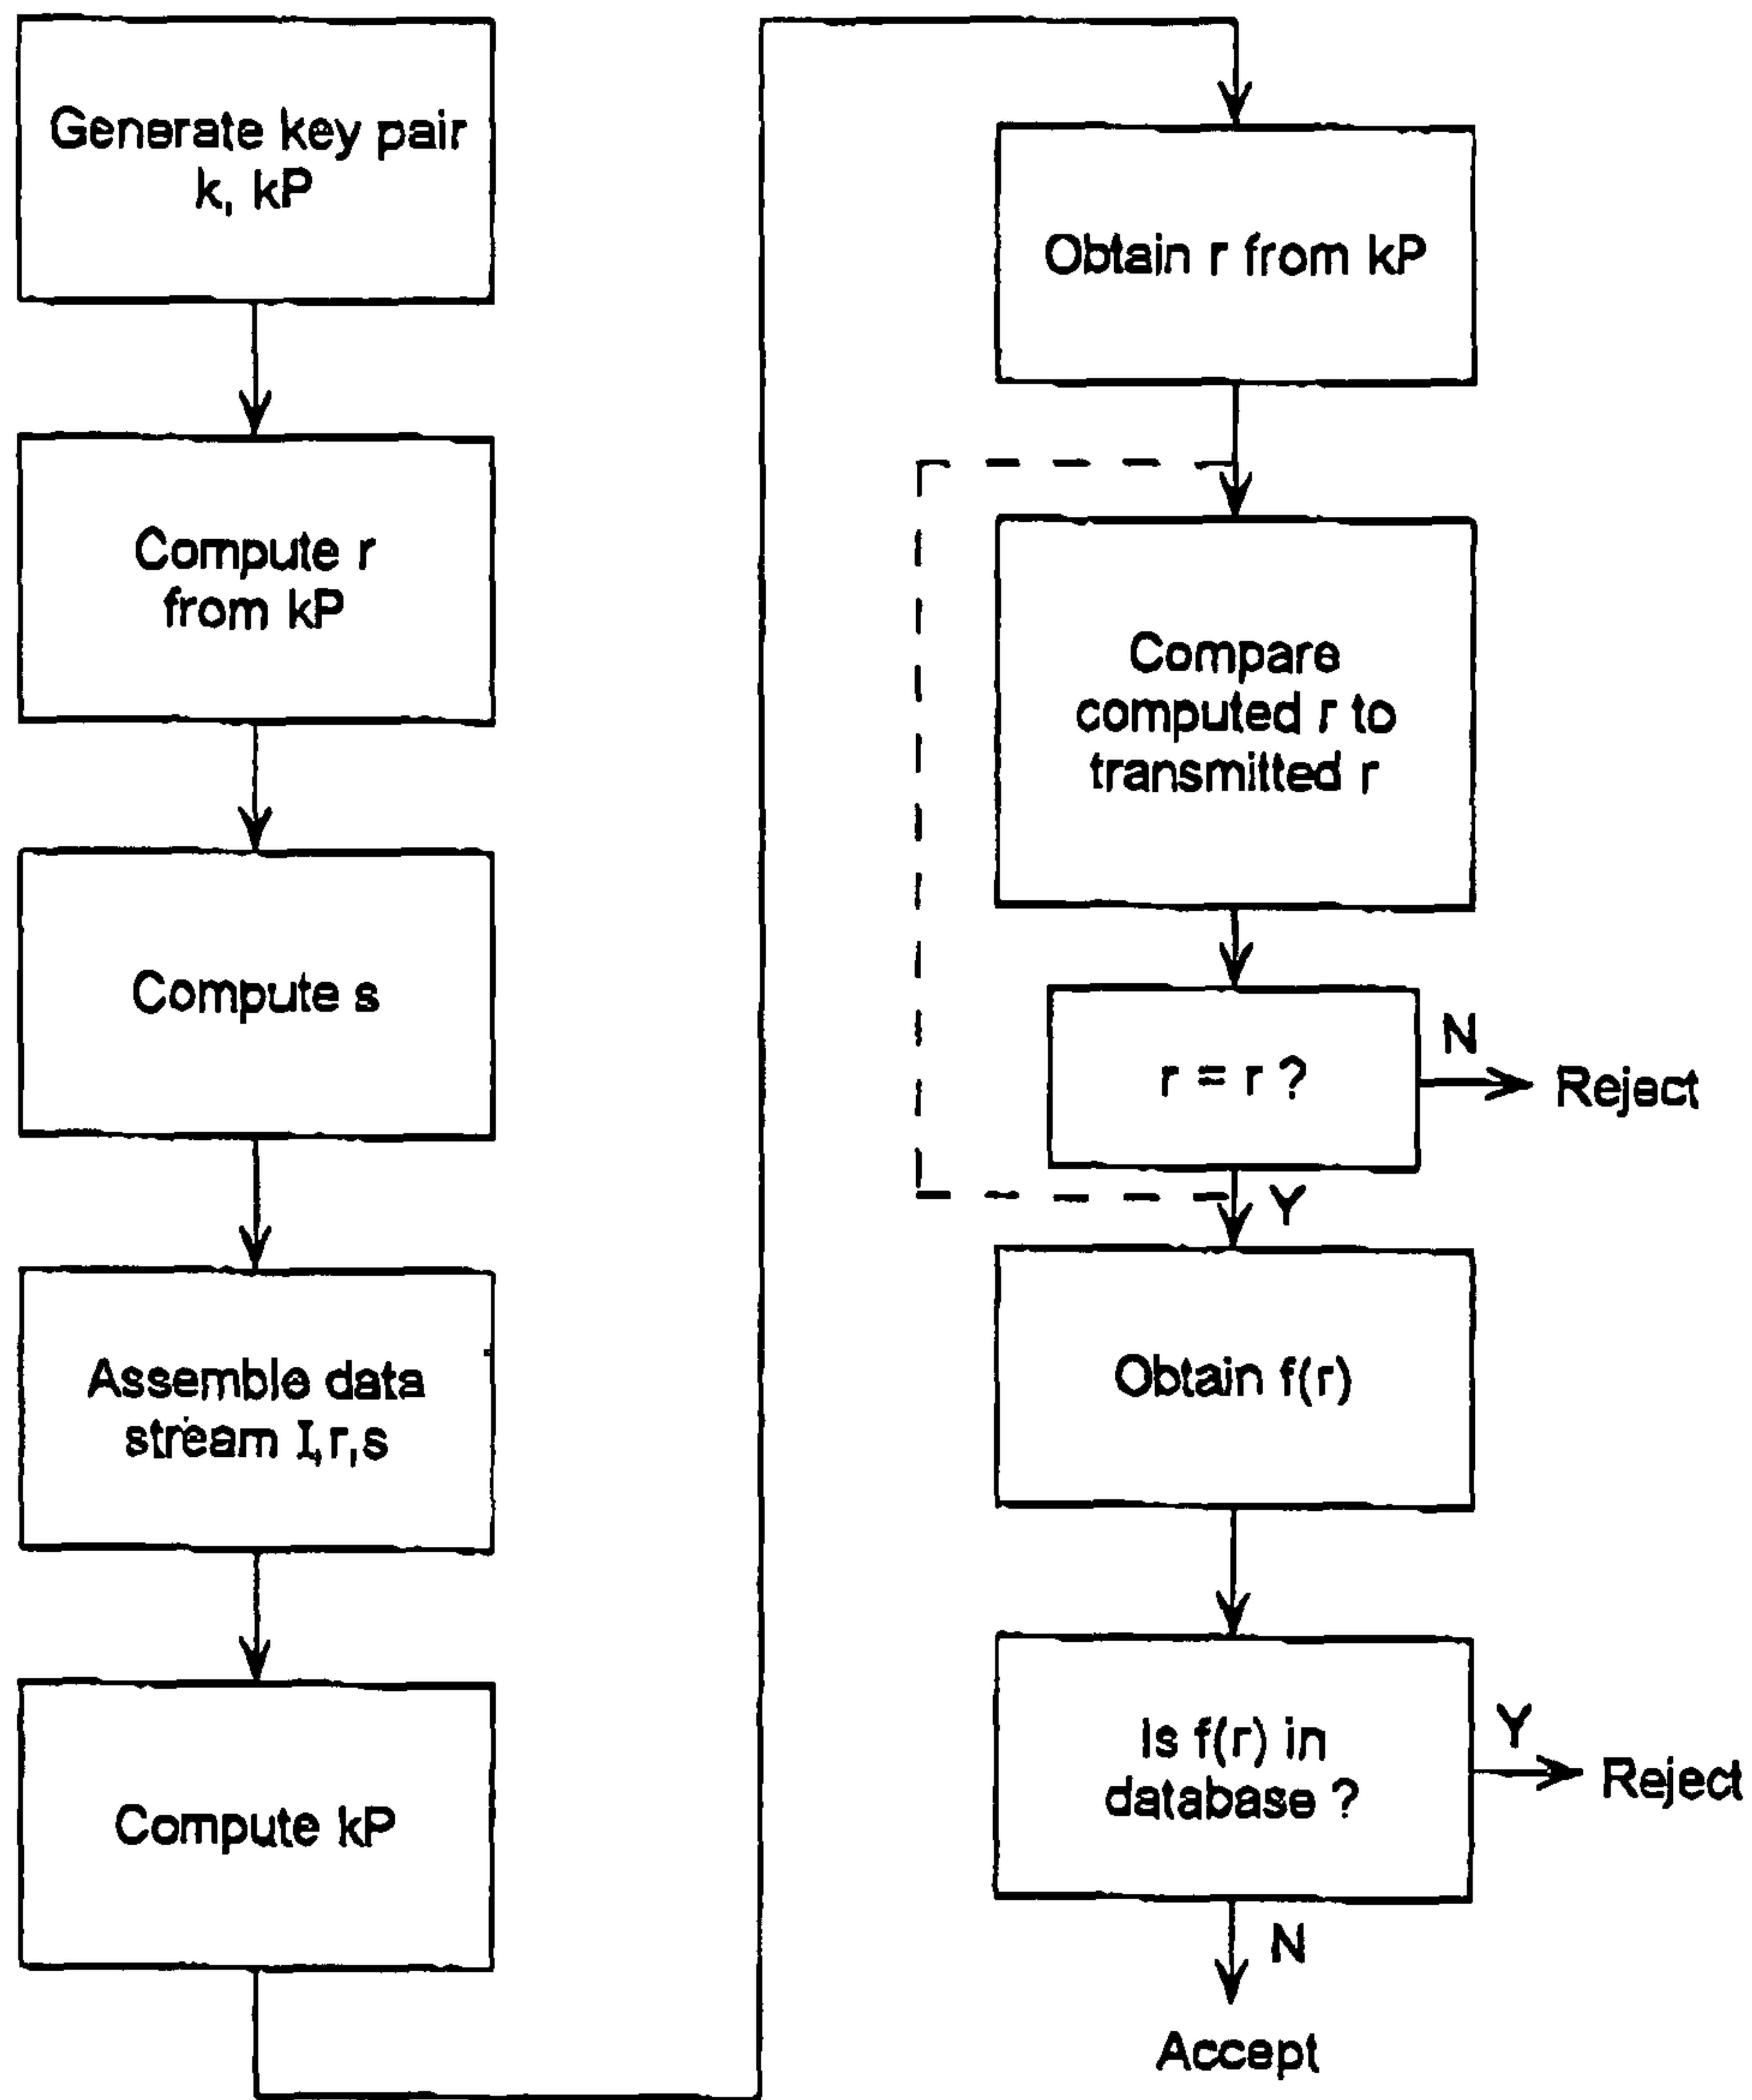 Generate key pair
k, kP
Compute r
from kP
Compute s
Assemble data
stream I,r,s
Compute kP
Obtain r from kP
Compare
computed r to
transmitted r
r = r ?
N
Reject
Y
Obtain f(r)
Is f(r) in
database ?
Y
Reject
N
Accept